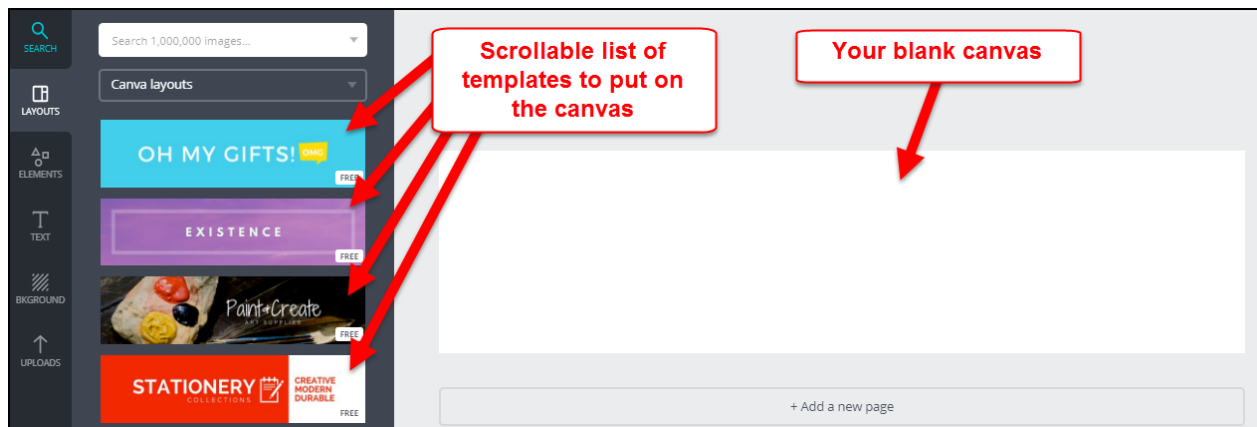 SEARCH
LAYOUTS
ELEMENTS
TEXT
BKGROUND
UPLOADS
Search 1,000,000 images...
Canva layouts
OH MY GIFTS! OMG
FREE
EXISTENCE
FREE
Paint+Create
ART SUPPLIES
FREE
STATIONERY
COLLECTIONS
CREATIVE
MODERN
DURABLE
FREE
Scrollable list of
templates to put on
the canvas
Your blank canvas
+ Add a new page